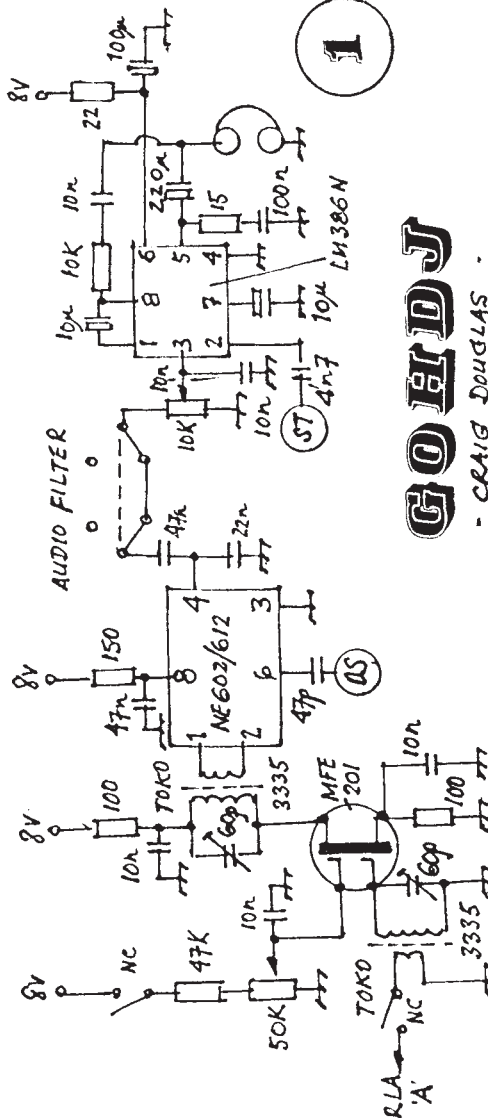 8V
8V
8V
8V
NC
47K
50K
10n
100
10n
TOKO
60p
3335
150
47n
1
8
4
NE602/612
2
6
3
47p
DS
47n
22n
AUDIO FILTER
10K
10n
10n
ST
4n7
10µ
10K
10n
22
100µ
1
8
6
3
5
2
7
4
220µ
15
100n
10µ
LM386N
RLA
'A'
NC
TOKO
3335
60p
MFE
201
100
10n
1
GOHDJ
- CRAIG DOUGLAS -